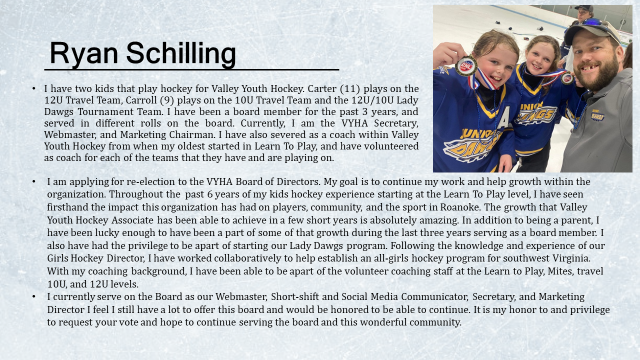 Ryan Schilling
• I have two kids that play hockey for Valley Youth Hockey. Carter (11) plays on the
12U Travel Team, Carroll (9) plays on the 10U Travel Team and the 12U/10U Lady
Dawgs Tournament Team. I have been a board member for the past 3 years, and
served in different rolls on the board. Currently, I am the VYHA Secretary,
Webmaster, and Marketing Chairman. I have also severed as a coach within Valley
Youth Hockey from when my oldest started in Learn To Play, and have volunteered
as coach for each of the teams that they have and are playing on.
• I am applying for re-election to the VYHA Board of Directors. My goal is to continue my work and help growth within the
organization. Throughout the past 6 years of my kids hockey experience starting at the Learn To Play level, I have seen
firsthand the impact this organization has had on players, community, and the sport in Roanoke. The growth that Valley
Youth Hockey Associate has been able to achieve in a few short years is absolutely amazing. In addition to being a parent, I
have been lucky enough to have been a part of some of that growth during the last three years serving as a board member. I
also have had the privilege to be apart of starting our Lady Dawgs program. Following the knowledge and experience of our
Girls Hockey Director, I have worked collaboratively to help establish an all-girls hockey program for southwest Virginia.
With my coaching background, I have been able to be apart of the volunteer coaching staff at the Learn to Play, Mites, travel
10U, and 12U levels.
• I currently serve on the Board as our Webmaster, Short-shift and Social Media Communicator, Secretary, and Marketing
Director I feel I still have a lot to offer this board and would be honored to be able to continue. It is my honor to and privilege
to request your vote and hope to continue serving the board and this wonderful community.
A